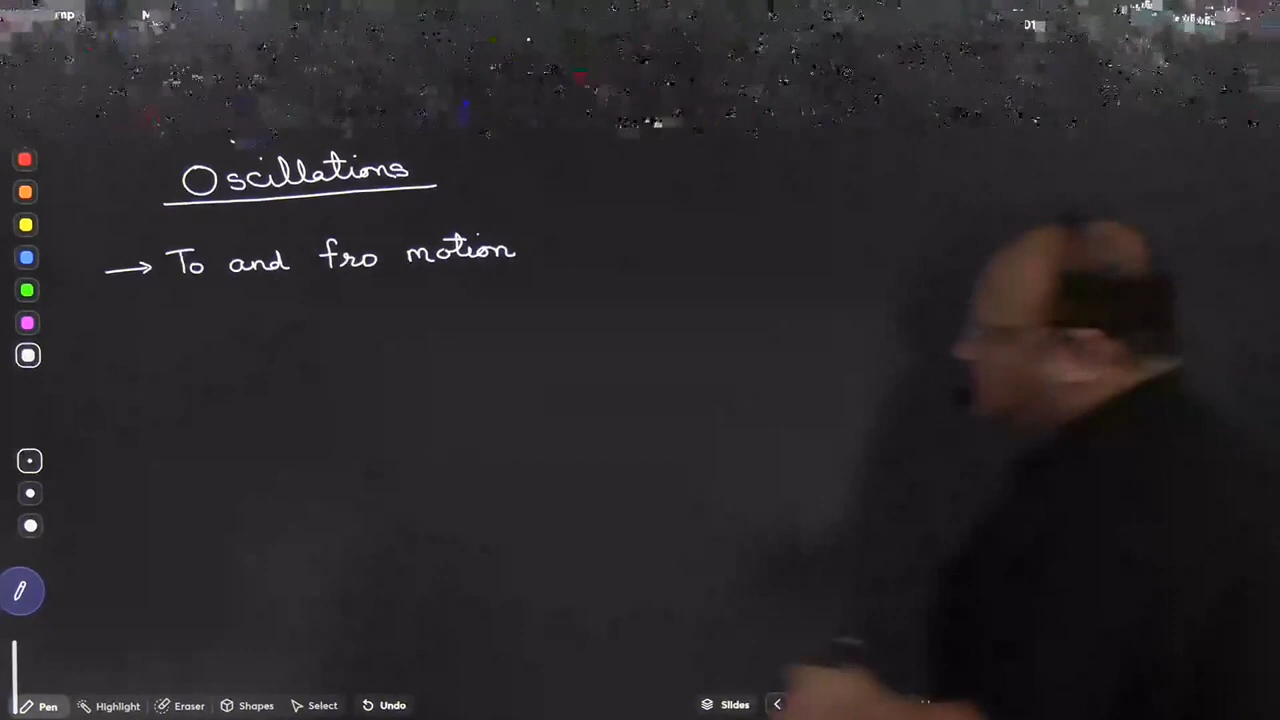 Oscillations
→ To and fro motion
Pen Highlight Eraser Shapes Select Undo Slides